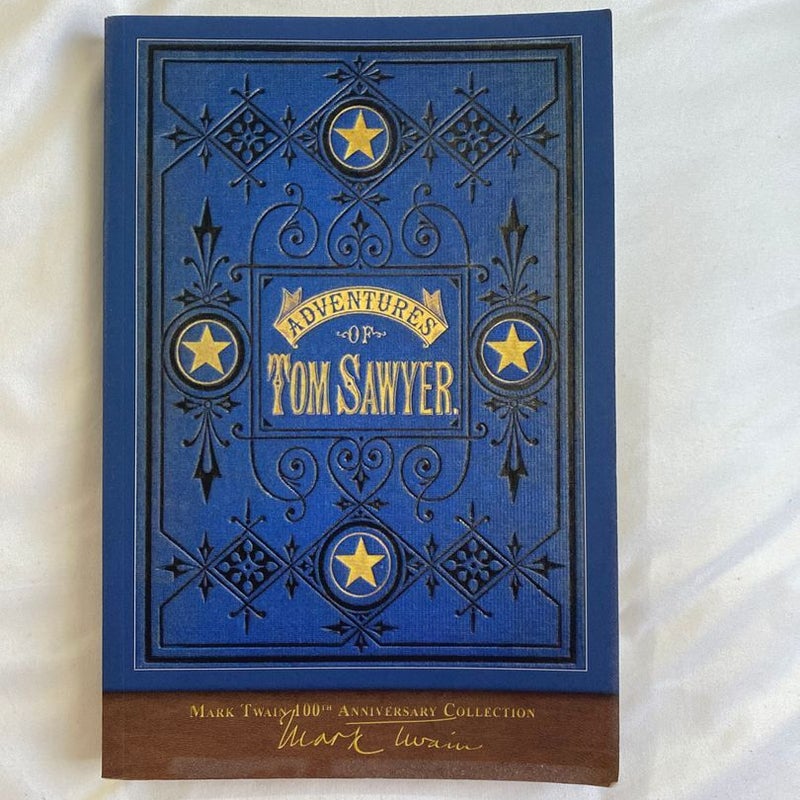 ADVENTURES
OF
TOM SAWYER.
MARK TWAIN 100TH ANNIVERSARY COLLECTION
Mark Twain